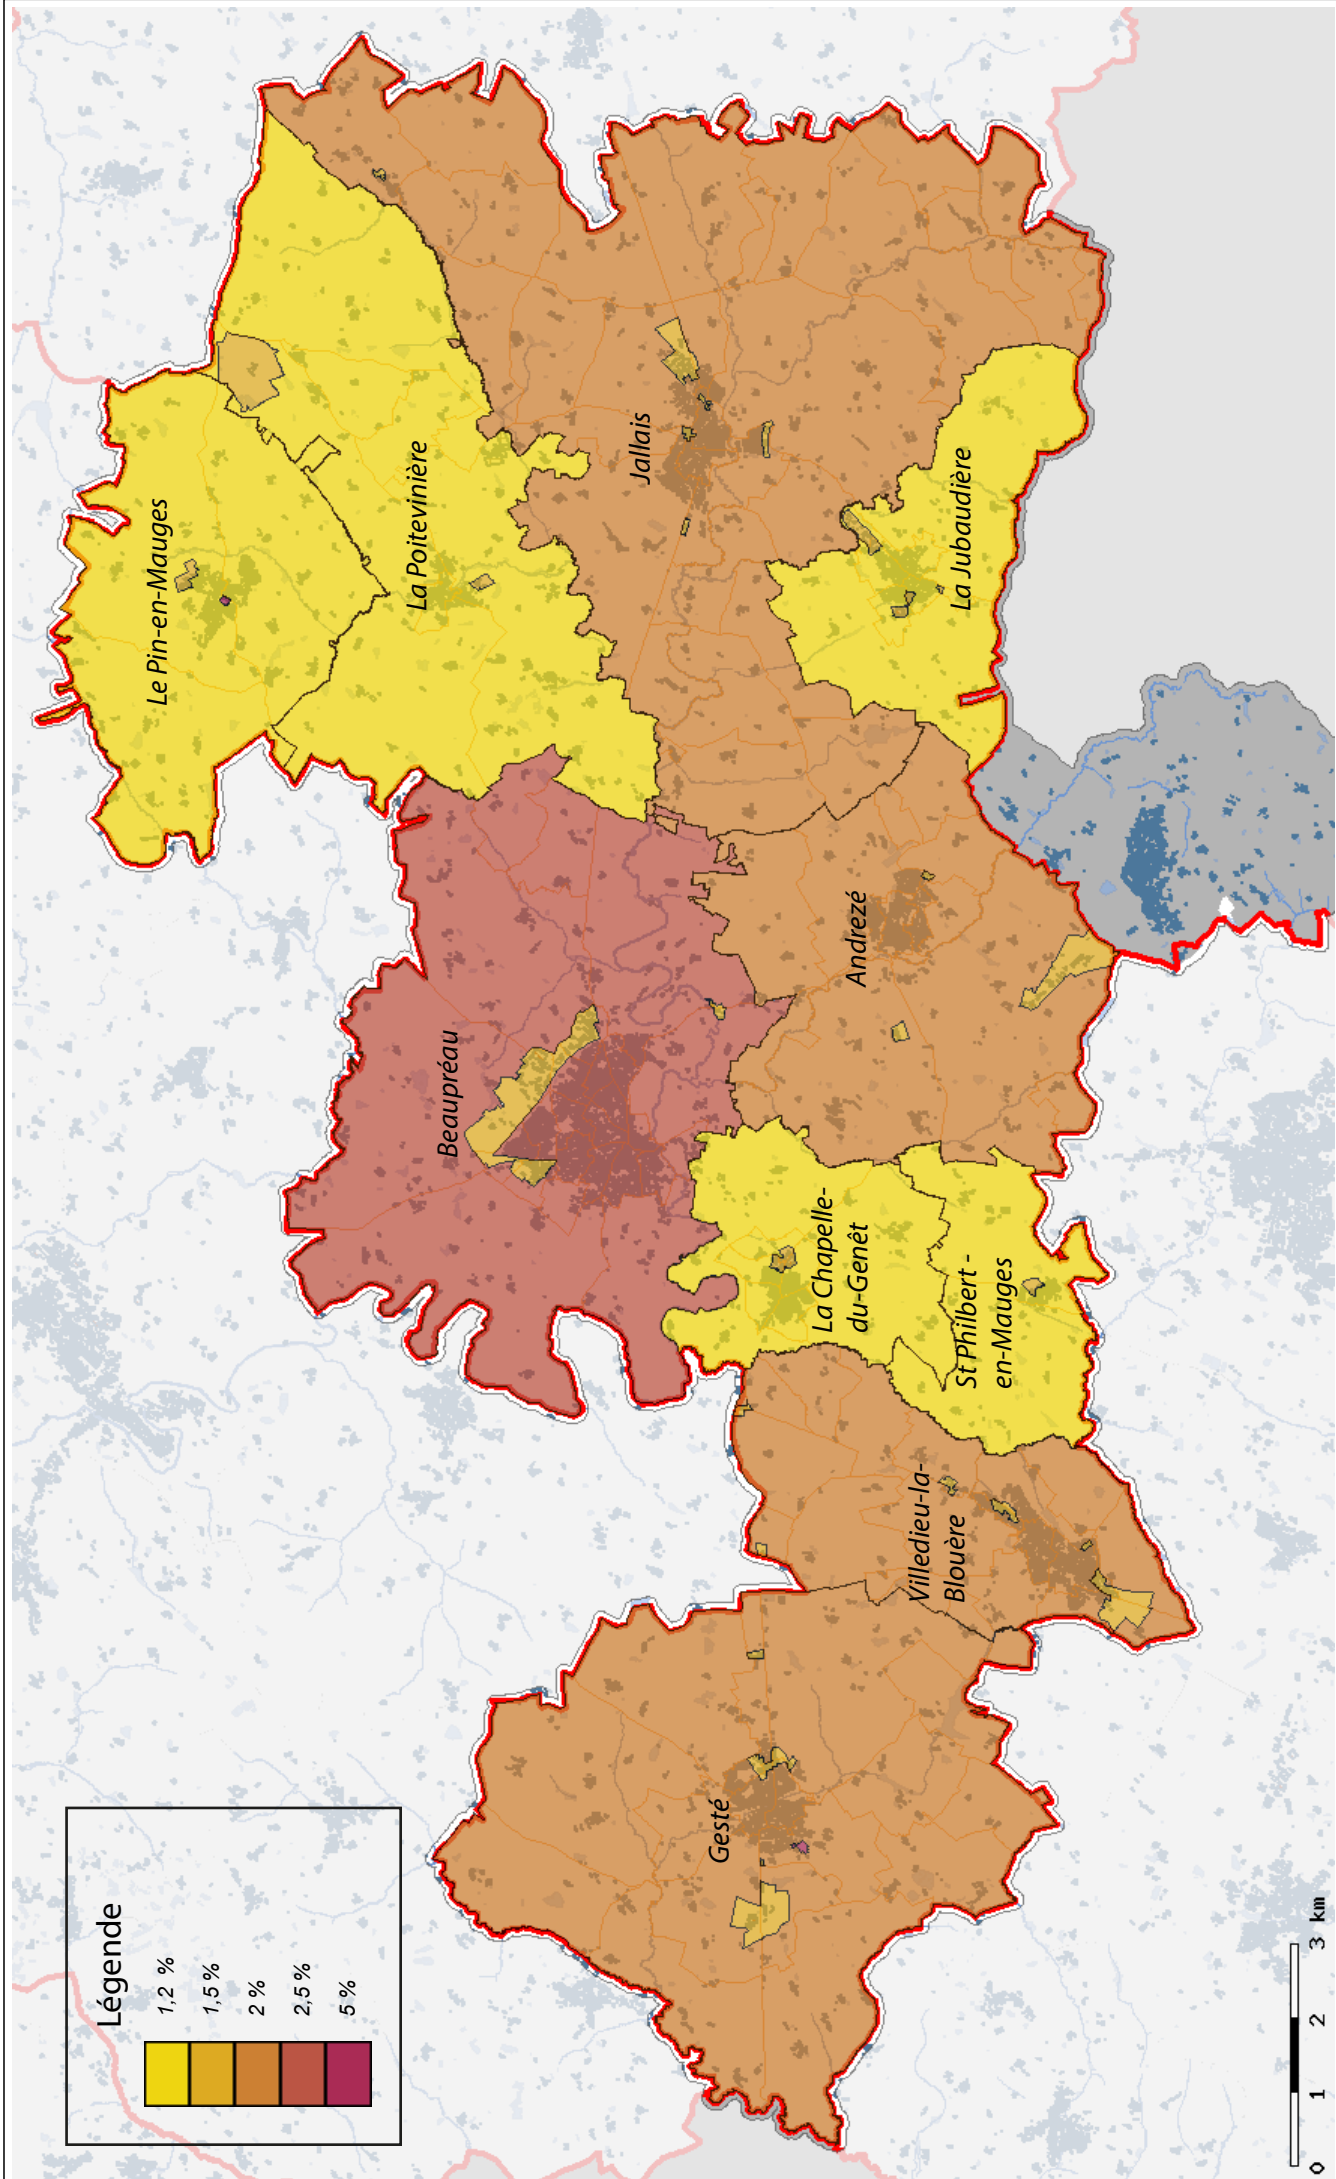 Légende
1,2 %
1,5 %
2 %
2,5 %
5 %
Le Pin-en-Mauges
La Poitevinière
Jallais
La Jubaudière
Beaupréau
Andrezé
La Chapelle-
du-Genêt
St Philbert -
en-Mauges
Villedieu-la-
Blouère
Gesté
0 1 2 3 km